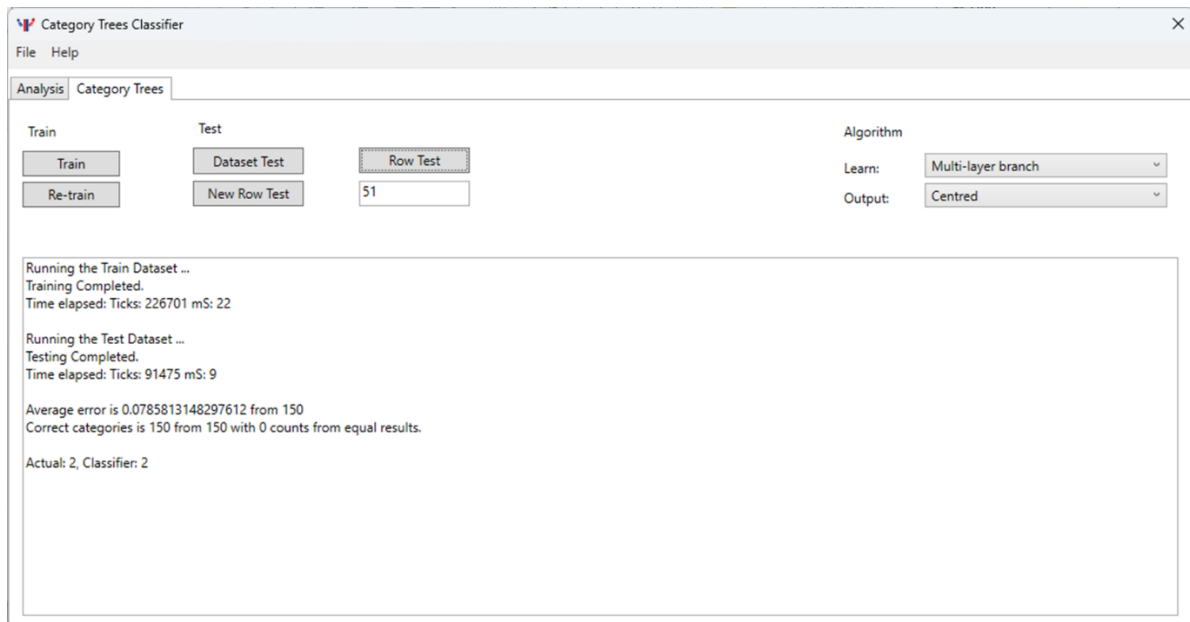 Category Trees Classifier
File Help
Analysis Category Trees
Train Test Algorithm
Train Dataset Test Row Test Learn: Multi-layer branch
Re-train New Row Test 51 Output: Centred
Running the Train Dataset ...
Training Completed.
Time elapsed: Ticks: 226701 mS: 22
Running the Test Dataset ...
Testing Completed.
Time elapsed: Ticks: 91475 mS: 9
Average error is 0.0785813148297612 from 150
Correct categories is 150 from 150 with 0 counts from equal results.
Actual: 2, Classifier: 2